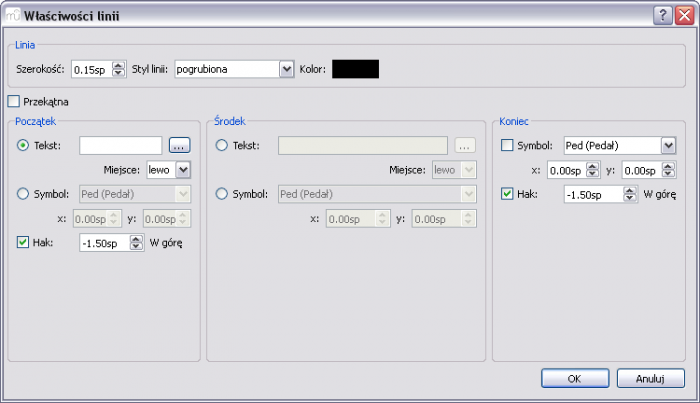 Właściwości linii
Linia
Szerokość: 0.15sp Styl linii: pogrubiona Kolor:
Przekątna
Początek
Tekst: ...
Miejsce: lewo
Symbol: Ped (Pedał)
x: 0.00sp y: 0.00sp
Hak: -1.50sp W górę
Środek
Tekst: ...
Miejsce: lewo
Symbol: Ped (Pedał)
x: 0.00sp y: 0.00sp
Koniec
Symbol: Ped (Pedał)
x: 0.00sp y: 0.00sp
Hak: -1.50sp W górę
OK Anuluj